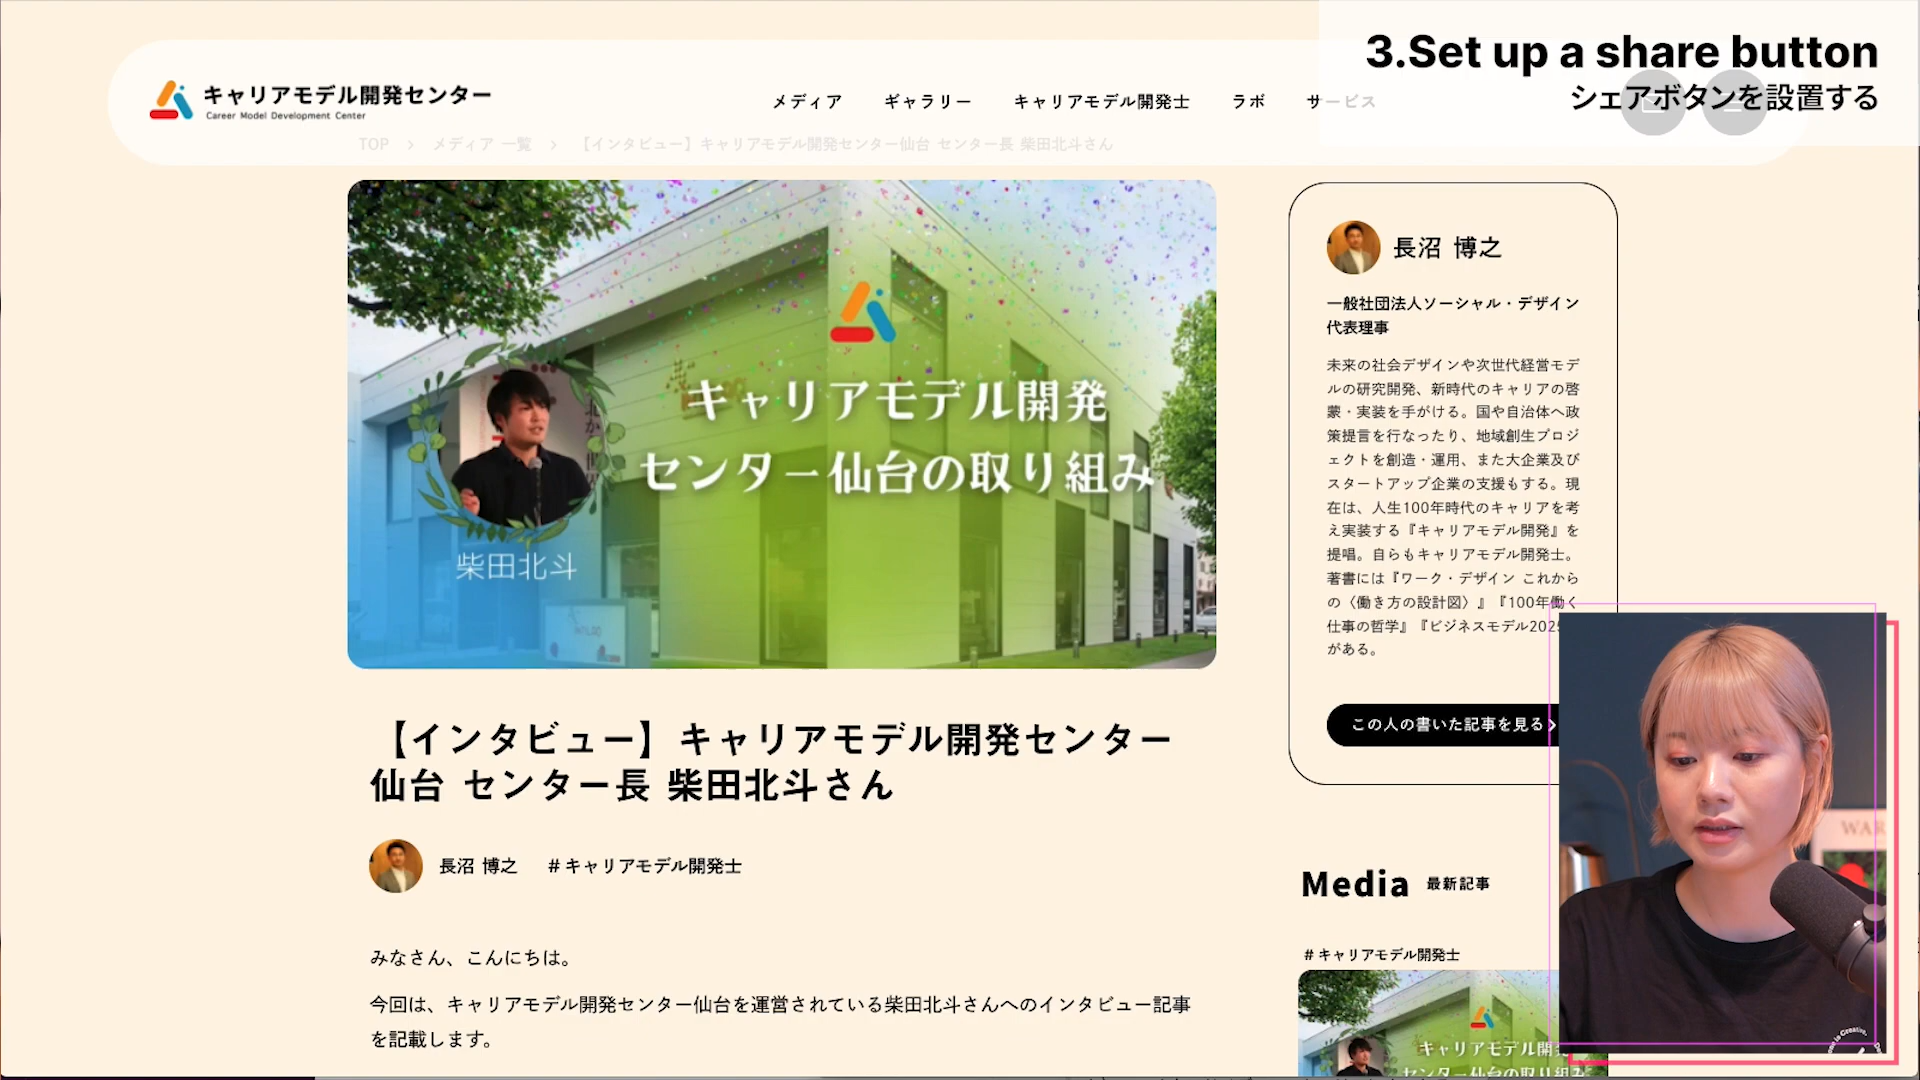 3.Set up a share button
シェアボタンを設置する
キャリアモデル開発センター
Career Model Development Center
メディア
ギャラリー
キャリアモデル開発士
ラボ
サービス
TOP > メディア 一覧 > 【インタビュー】キャリアモデル開発センター仙台 センター長 柴田北斗さん
キャリアモデル開発
センター仙台の取り組み
柴田北斗
【インタビュー】キャリアモデル開発センター
仙台 センター長 柴田北斗さん
長沼 博之
#キャリアモデル開発士
みなさん、こんにちは。
今回は、キャリアモデル開発センター仙台を運営されている柴田北斗さんへのインタビュー記事
を記載します。
長沼 博之
一般社団法人ソーシャル・デザイン
代表理事
未来の社会デザインや次世代経営モデ
ルの研究開発、新時代のキャリアの啓
蒙・実装を手がける。国や自治体へ政
策提言を行なったり、地域創生プロジ
ェクトを創造・運用、また大企業及び
スタートアップ企業の支援もする。現
在は、人生100年時代のキャリアを考
え実装する『キャリアモデル開発』を
提唱。自らもキャリアモデル開発士。
著書には『ワーク・デザイン これから
の〈働き方の設計図〉』『100年働く
仕事の哲学』『ビジネスモデル2025
がある。
この人の書いた記事を見る
Media 最新記事
#キャリアモデル開発士
キャリアモデル開発
センター仙台の取り組み
WAR